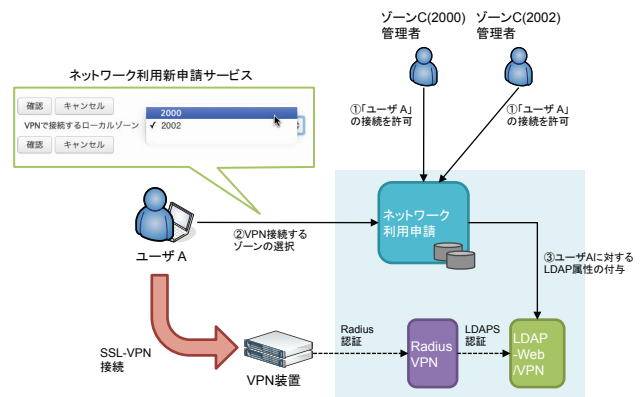 ゾーンC(2000)
管理者
ゾーンC(2002)
管理者
ネットワーク利用新申請サービス
確認 キャンセル
VPNで接続するローカルゾーン
2000
✓ 2002
確認 キャンセル
①「ユーザ A」
の接続を許可
①「ユーザ A」
の接続を許可
ネットワーク
利用申請
ユーザ A
②VPN接続する
ゾーンの選択
③ユーザAに対する
LDAP属性の付与
SSL-VPN
接続
VPN装置
Radius
認証
Radius
VPN
LDAPS
認証
LDAP
-Web
/VPN